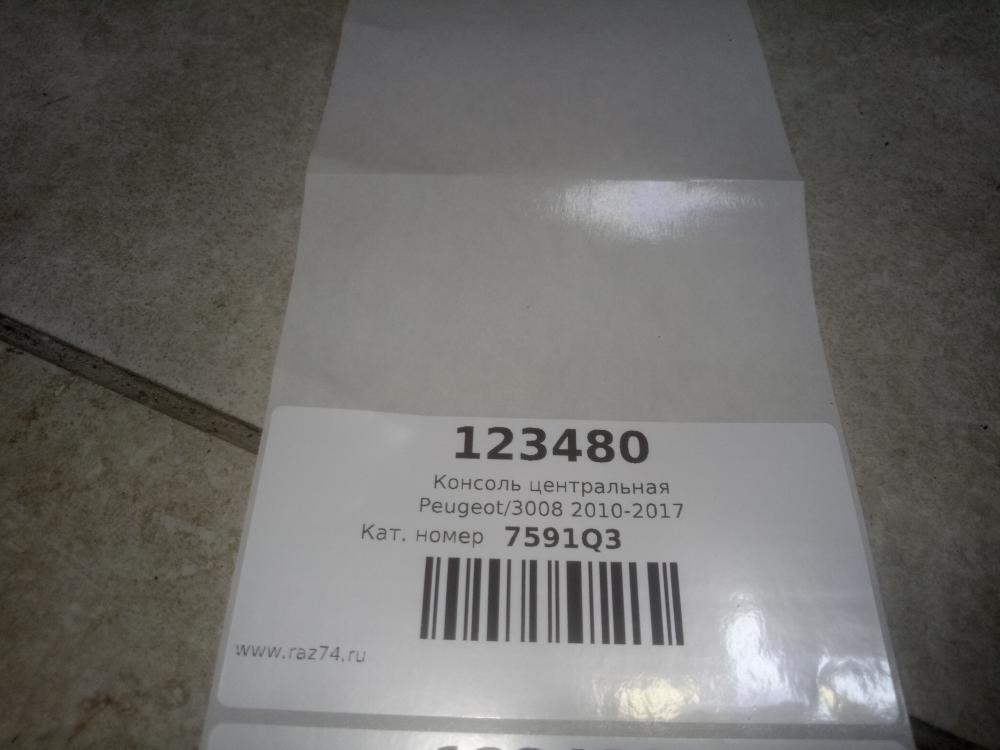 123480
Консоль центральная
Peugeot/3008 2010-2017
Кат. номер 7591Q3
www.raz74.ru